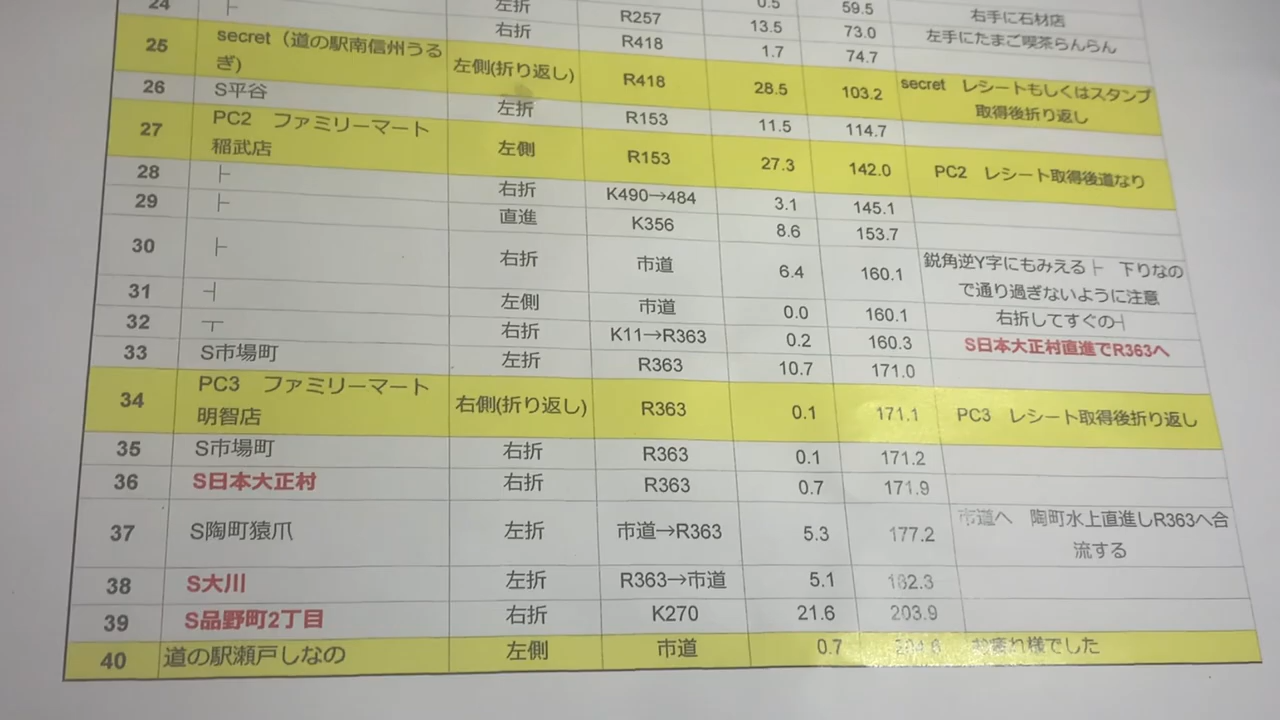 0.5 59.5
左折 R257 13.5 73.0 右手に石材店
24 ├ 右折 R418 1.7 74.7 左手にたまご喫茶らんらん
25 secret（道の駅南信州うる
ぎ) 左側(折り返し) R418 28.5 103.2 secret レシートもしくはスタンプ
取得後折り返し
26 S平谷 左折 R153 11.5 114.7
27 PC2 ファミリーマート
稲武店 左側 R153 27.3 142.0 PC2 レシート取得後道なり
28 ├ 右折 K490→484 3.1 145.1
29 ├ 直進 K356 8.6 153.7
30 ├ 右折 市道 6.4 160.1 鋭角逆Y字にもみえる├ 下りなの
で通り過ぎないように注意
31 ┤ 左側 市道 0.0 160.1 右折してすぐの┤
32 ┬ 右折 K11→R363 0.2 160.3 S日本大正村直進でR363へ
33 S市場町 左折 R363 10.7 171.0
34 PC3 ファミリーマート
明智店 右側(折り返し) R363 0.1 171.1 PC3 レシート取得後折り返し
35 S市場町 右折 R363 0.1 171.2
36 S日本大正村 右折 R363 0.7 171.9
37 S陶町猿爪 左折 市道→R363 5.3 177.2 市道へ 陶町水上直進しR363へ合
流する
38 S大川 左折 R363→市道 5.1 182.3
39 S品野町2丁目 右折 K270 21.6 203.9
40 道の駅瀬戸しなの 左側 市道 0.7 204.6 お疲れ様でした